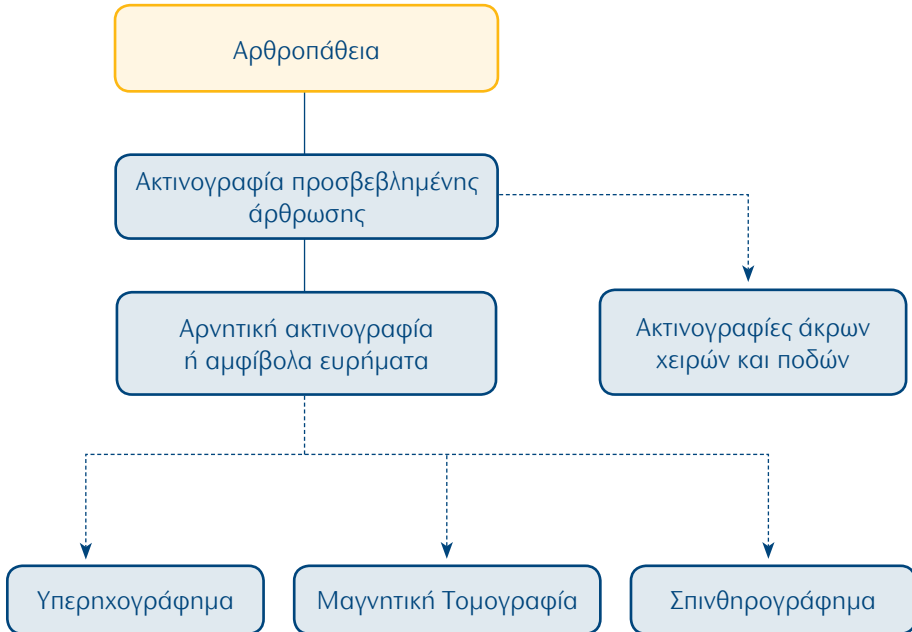 Αρθροπάθεια
Ακτινογραφία προσβεβλημένης
άρθρωσης
Αρνητική ακτινογραφία
ή αμφίβολα ευρήματα
Ακτινογραφίες άκρων
χειρών και ποδών
Υπερηχογράφημα
Μαγνητική Τομογραφία
Σπινθηρογράφημα